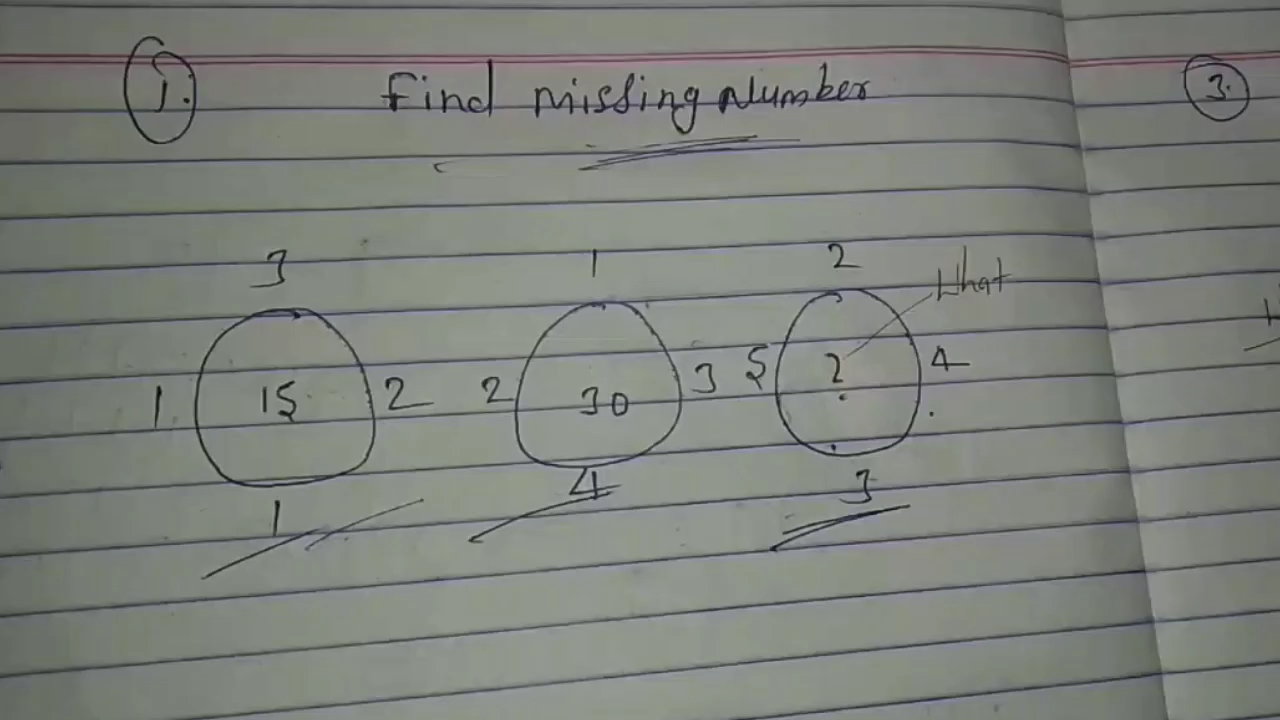 1. Find missing Number 3.
3 1 2 What
1 15 2 2 30 3 5 ? 4
1 4 3